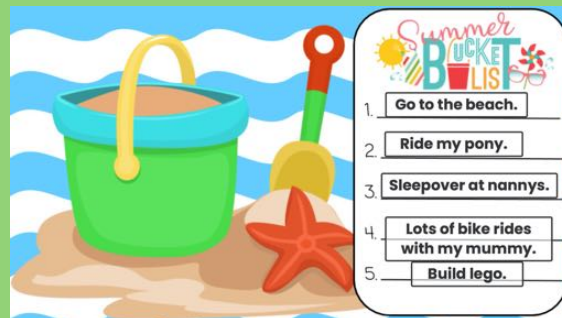 Summer
BUCKET
LIST
1. Go to the beach.
2. Ride my pony.
3. Sleepover at nannys.
4. Lots of bike rides
with my mummy.
5. Build lego.